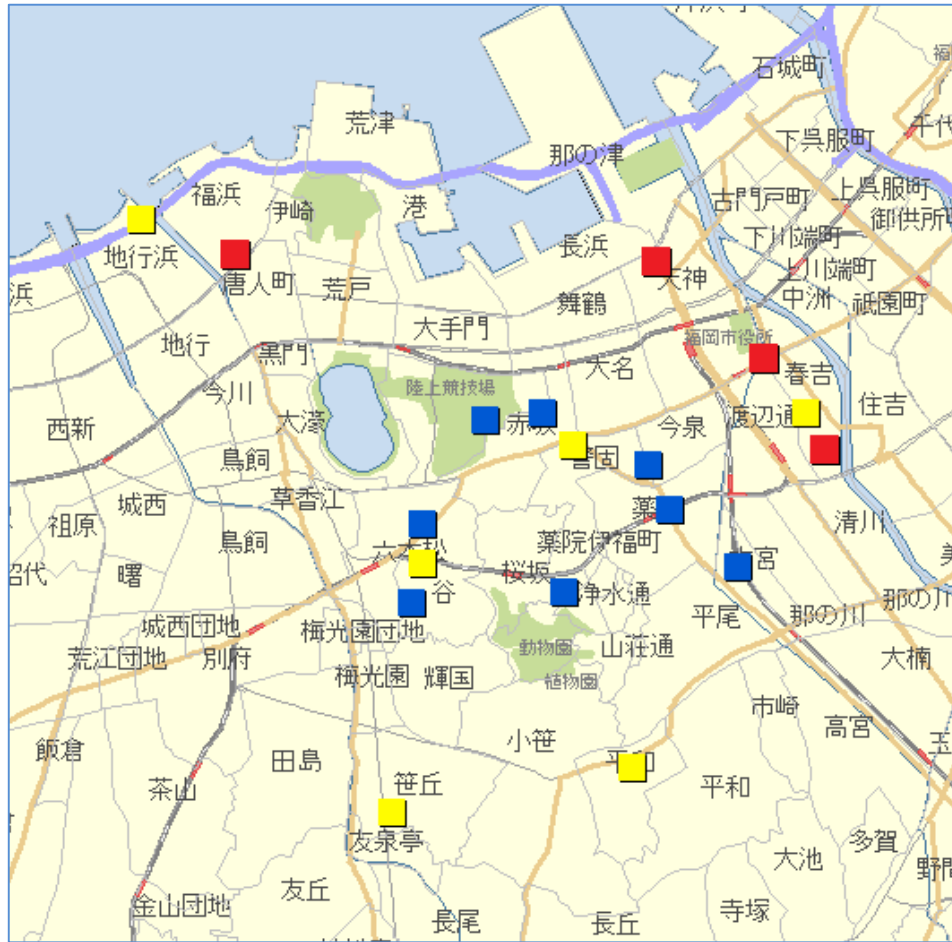 石城町
荒津
下呉服町
千代
那の津
福浜
古門戸町
上呉服町
伊崎
港
御供所
長浜
下川端町
地行浜
浜
唐人町
荒戸
舞鶴
天神
上川端町
中洲
祇園町
大手門
福岡市役所
地行
黒門
大名
春吉
陸上競技場
今川
大濠
渡辺通
住吉
西新
今泉
鳥飼
警固
草香江
城西
薬
祖原
鳥飼
清川
薬院伊福町
曙
桜坂
谷
浄水通
宮
平尾
那の川
那の川
城西団地
梅光園団地
荒江団地
別府
動物園
山荘通
大楠
梅光園
輝国
植物園
市崎
高宮
小笹
飯倉
田島
平和
茶山
笹丘
平和
友泉亭
多賀
大池
友丘
金山団地
長尾
長丘
寺塚